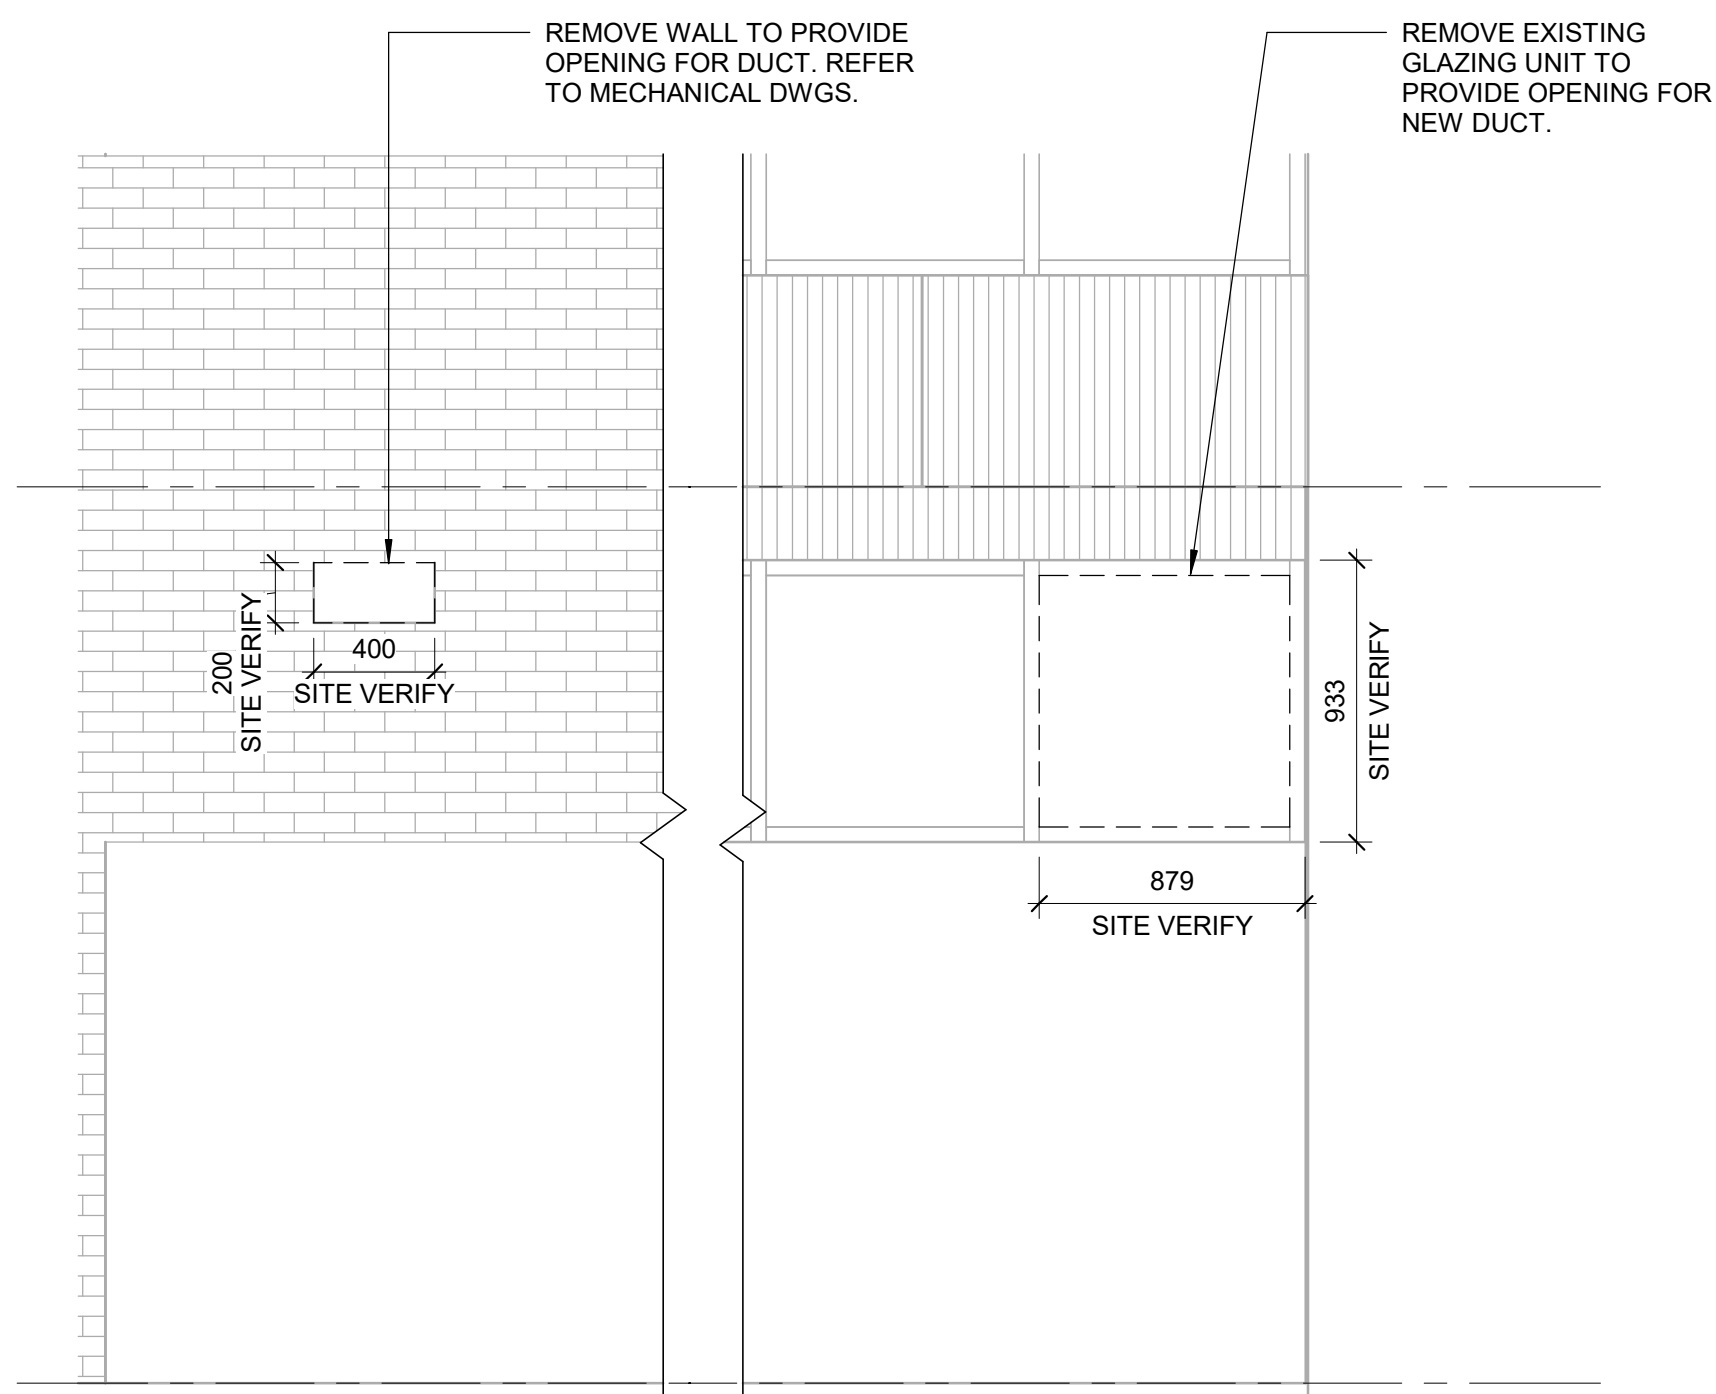 REMOVE WALL TO PROVIDE
OPENING FOR DUCT. REFER
TO MECHANICAL DWGS.
REMOVE EXISTING
GLAZING UNIT TO
PROVIDE OPENING FOR
NEW DUCT.
200
SITE VERIFY
400
SITE VERIFY
933
SITE VERIFY
879
SITE VERIFY